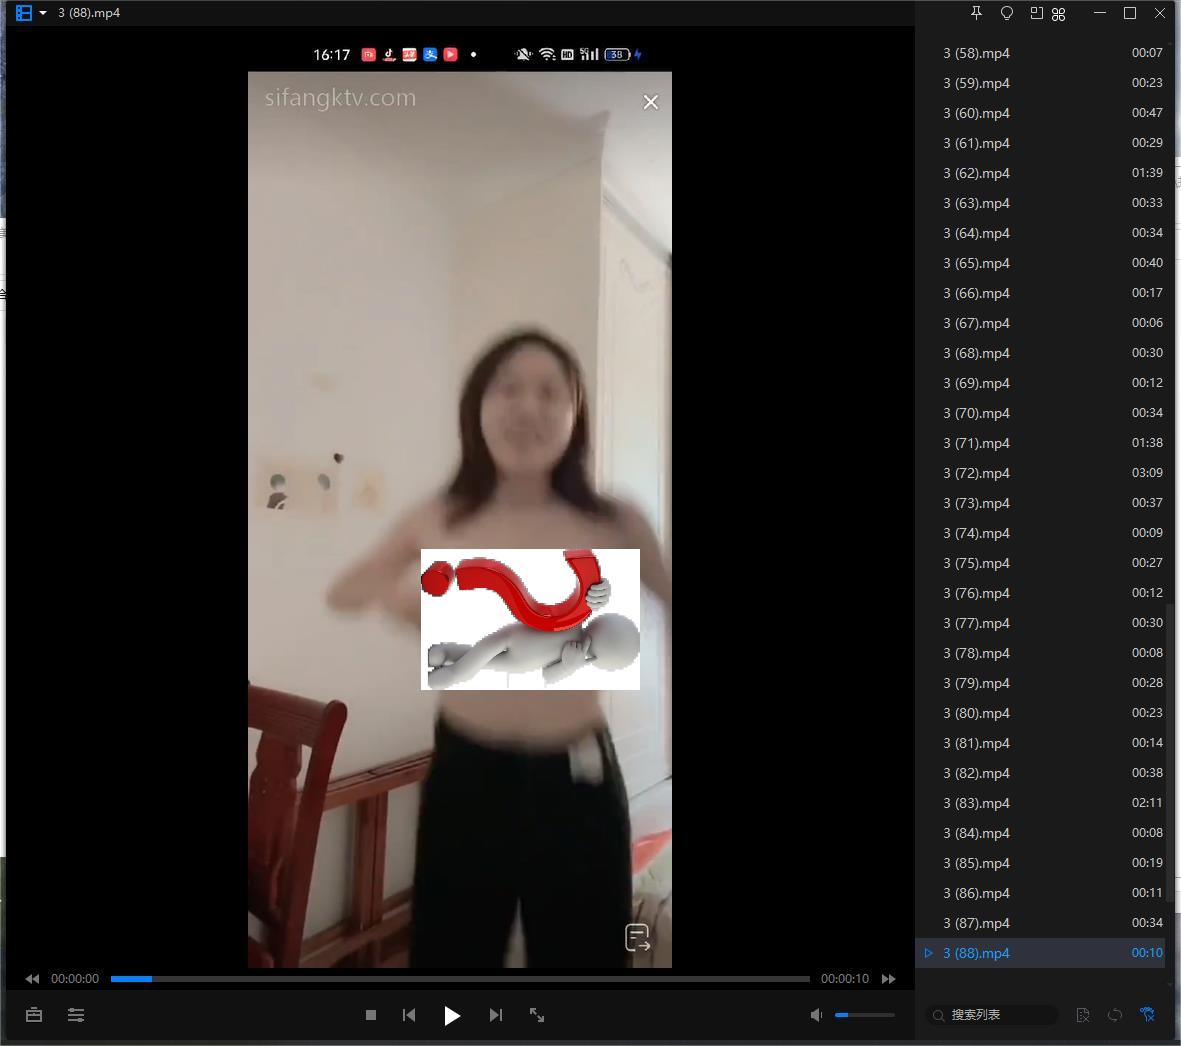 3 (88).mp4
16:17
HD
5G
38
sifangktv.com
3 (58).mp4 00:07
3 (59).mp4 00:23
3 (60).mp4 00:47
3 (61).mp4 00:29
3 (62).mp4 01:39
3 (63).mp4 00:33
3 (64).mp4 00:34
3 (65).mp4 00:40
3 (66).mp4 00:17
3 (67).mp4 00:06
3 (68).mp4 00:30
3 (69).mp4 00:12
3 (70).mp4 00:34
3 (71).mp4 01:38
3 (72).mp4 03:09
3 (73).mp4 00:37
3 (74).mp4 00:09
3 (75).mp4 00:27
3 (76).mp4 00:12
3 (77).mp4 00:30
3 (78).mp4 00:08
3 (79).mp4 00:28
3 (80).mp4 00:23
3 (81).mp4 00:14
3 (82).mp4 00:38
3 (83).mp4 02:11
3 (84).mp4 00:08
3 (85).mp4 00:19
3 (86).mp4 00:11
3 (87).mp4 00:34
3 (88).mp4 00:10
00:00:00 00:00:10
搜索列表